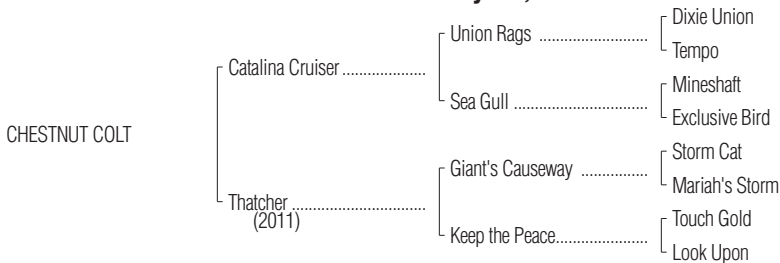 Dixie Union
Union Rags ....................
Tempo
Catalina Cruiser ....................
Mineshaft
Sea Gull ....................
Exclusive Bird
CHESTNUT COLT
Storm Cat
Giant's Causeway ....................
Mariah's Storm
Thatcher ....................
(2011)
Touch Gold
Keep the Peace....................
Look Upon